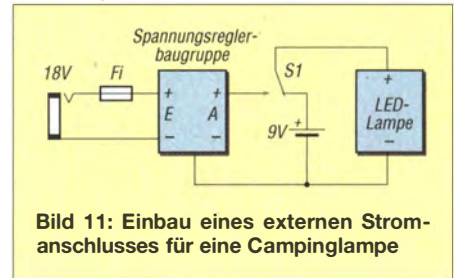 Spannungsregler-
baugruppe
18V
Fi
S1
+ +
E A
– –
9V
+
+
LED-
Lampe
–
Bild 11: Einbau eines externen Strom-
anschlusses für eine Campinglampe